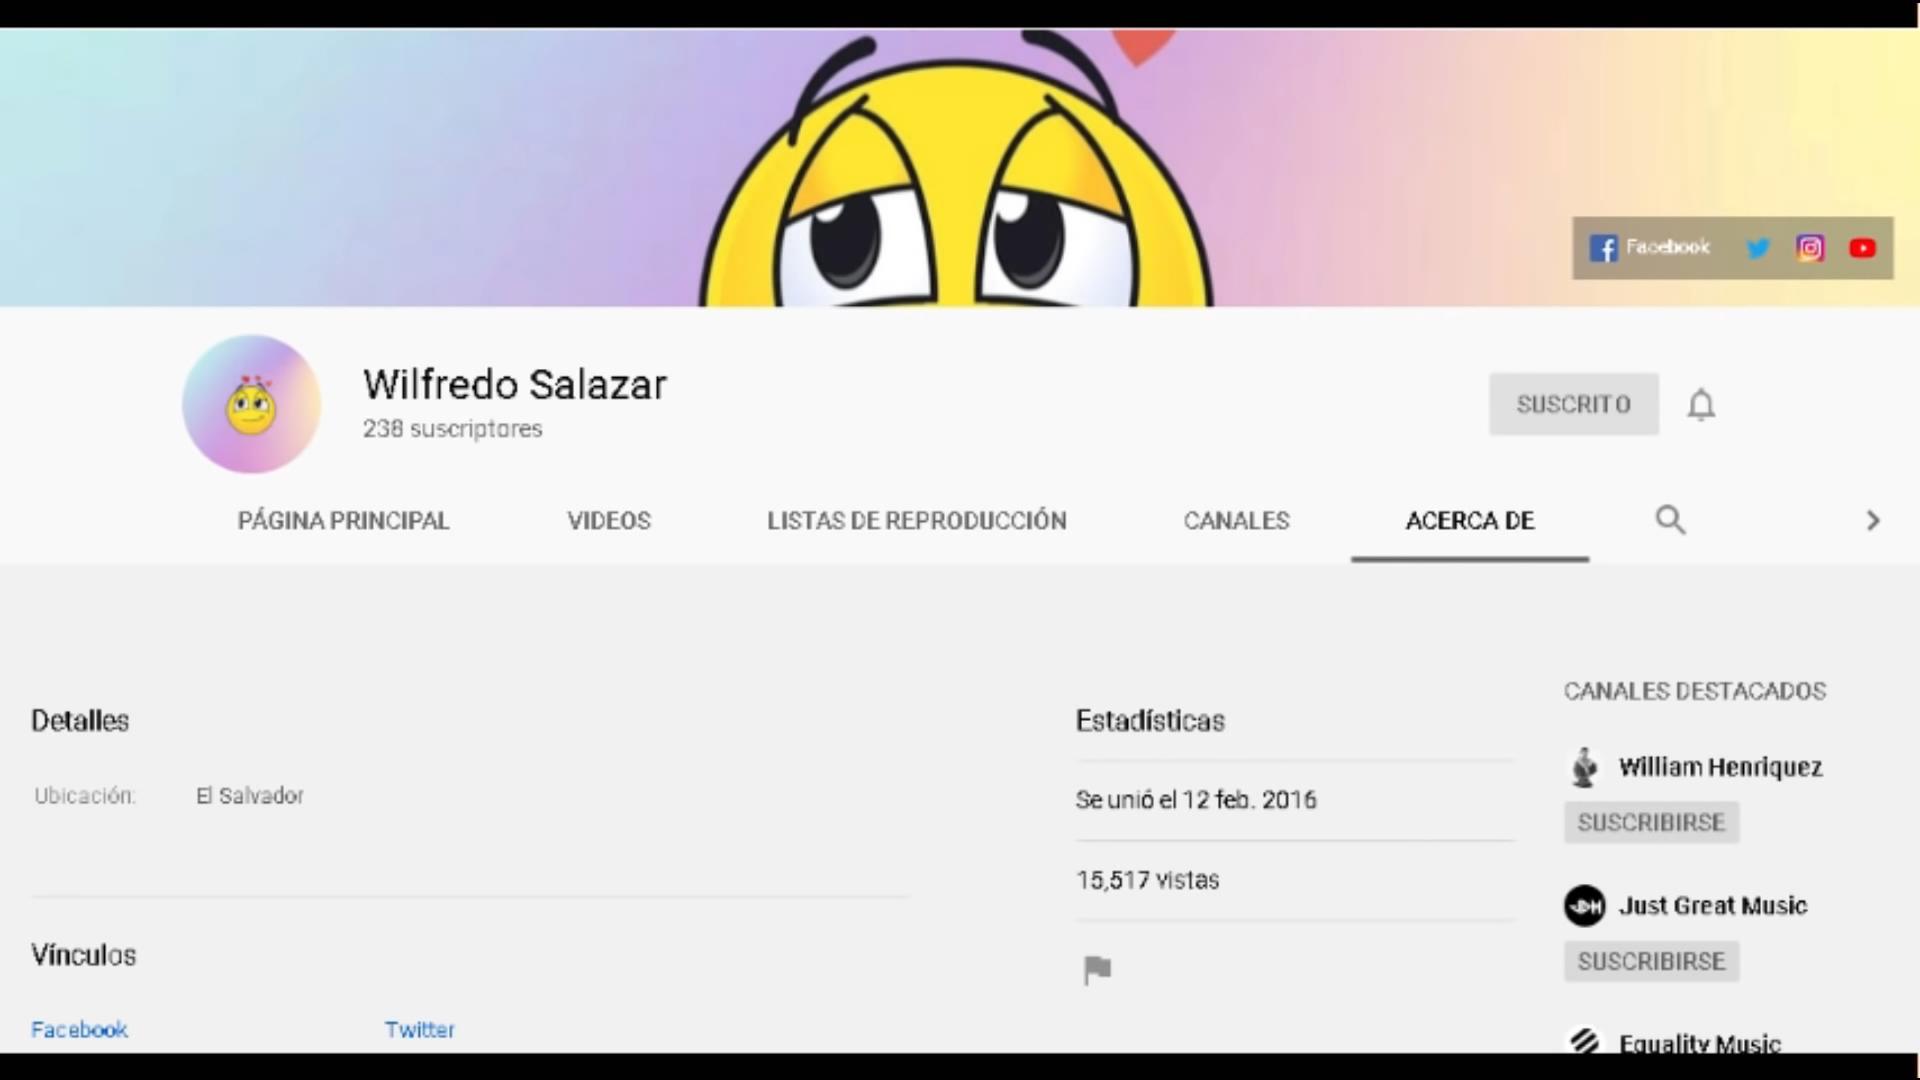 Facebook
Wilfredo Salazar
238 suscriptores
SUSCRITO
PÁGINA PRINCIPAL
VIDEOS
LISTAS DE REPRODUCCIÓN
CANALES
ACERCA DE
Detalles
Ubicación: El Salvador
Vínculos
Facebook
Twitter
Estadísticas
Se unió el 12 feb. 2016
15,517 vistas
CANALES DESTACADOS
William Henriquez
SUSCRIBIRSE
Just Great Music
SUSCRIBIRSE
Equality Music